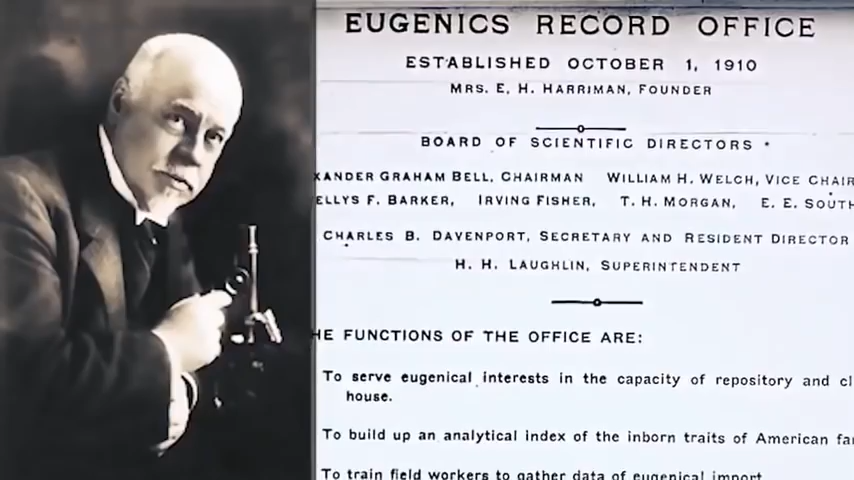 EUGENICS RECORD OFFICE
ESTABLISHED OCTOBER 1, 1910
MRS. E. H. HARRIMAN, FOUNDER
BOARD OF SCIENTIFIC DIRECTORS
XANDER GRAHAM BELL, CHAIRMAN WILLIAM H. WELCH, VICE CHAIR
ELLYS F. BARKER, IRVING FISHER, T. H. MORGAN, E. E. SOUTH
CHARLES B. DAVENPORT, SECRETARY AND RESIDENT DIRECTOR
H. H. LAUGHLIN, SUPERINTENDENT
HE FUNCTIONS OF THE OFFICE ARE:
To serve eugenical interests in the capacity of repository and cl
house.
To build up an analytical index of the inborn traits of American fa
To train field workers to gather data of eugenical import